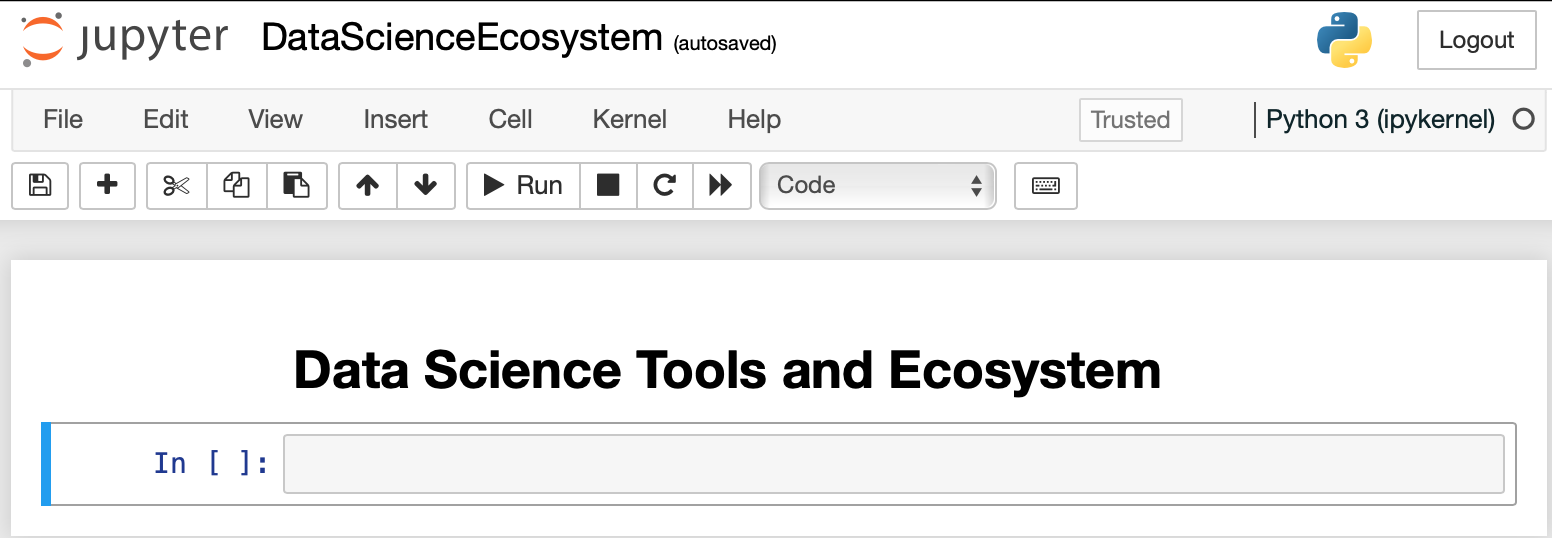 jupyter DataScienceEcosystem (autosaved) Logout
File Edit View Insert Cell Kernel Help Trusted Python 3 (ipykernel)
Run Code
Data Science Tools and Ecosystem
In [ ]: